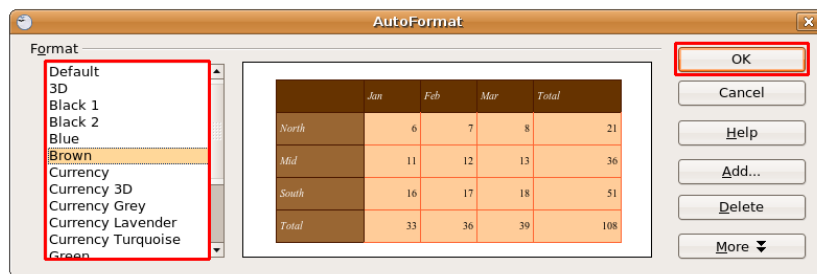 AutoFormat
Format
Default
3D
Black 1
Black 2
Blue
Brown
Currency
Currency 3D
Currency Grey
Currency Lavender
Currency Turquoise
Green
Jan Feb Mar Total
North 6 7 8 21
Mid 11 12 13 36
South 16 17 18 51
Total 33 36 39 108
OK
Cancel
Help
Add...
Delete
More